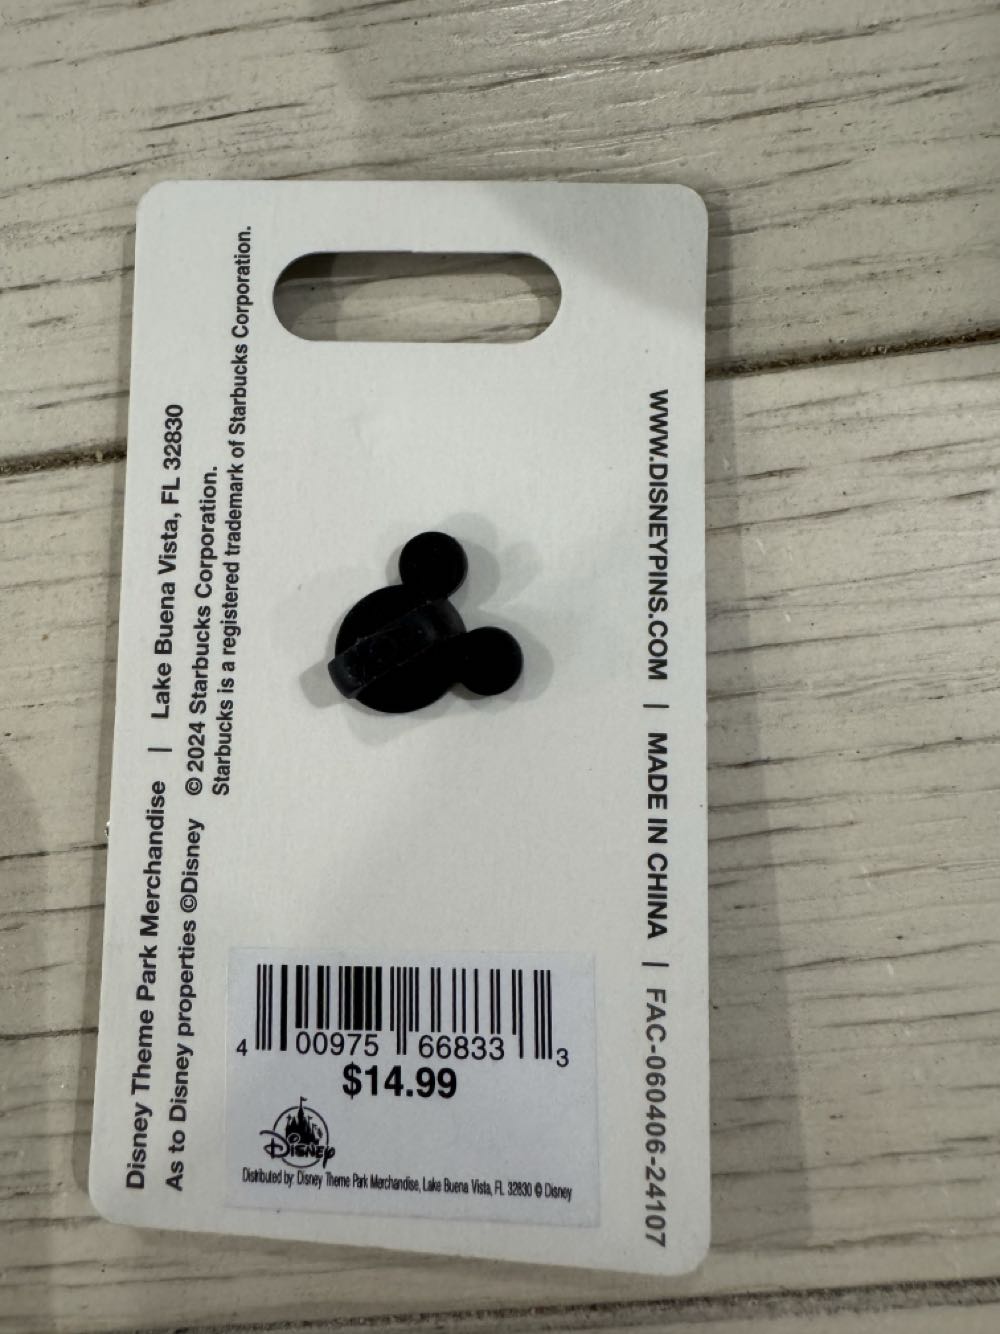 Disney Theme Park Merchandise | Lake Buena Vista, FL 32830
As to Disney properties ©Disney © 2024 Starbucks Corporation.
Starbucks is a registered trademark of Starbucks Corporation.
WWW.DISNEYPINS.COM | MADE IN CHINA | FAC-060406-24107
4 00975 66833 3
$14.99
Disney
Distributed by: Disney Theme Park Merchandise, Lake Buena Vista, FL 32830 © Disney